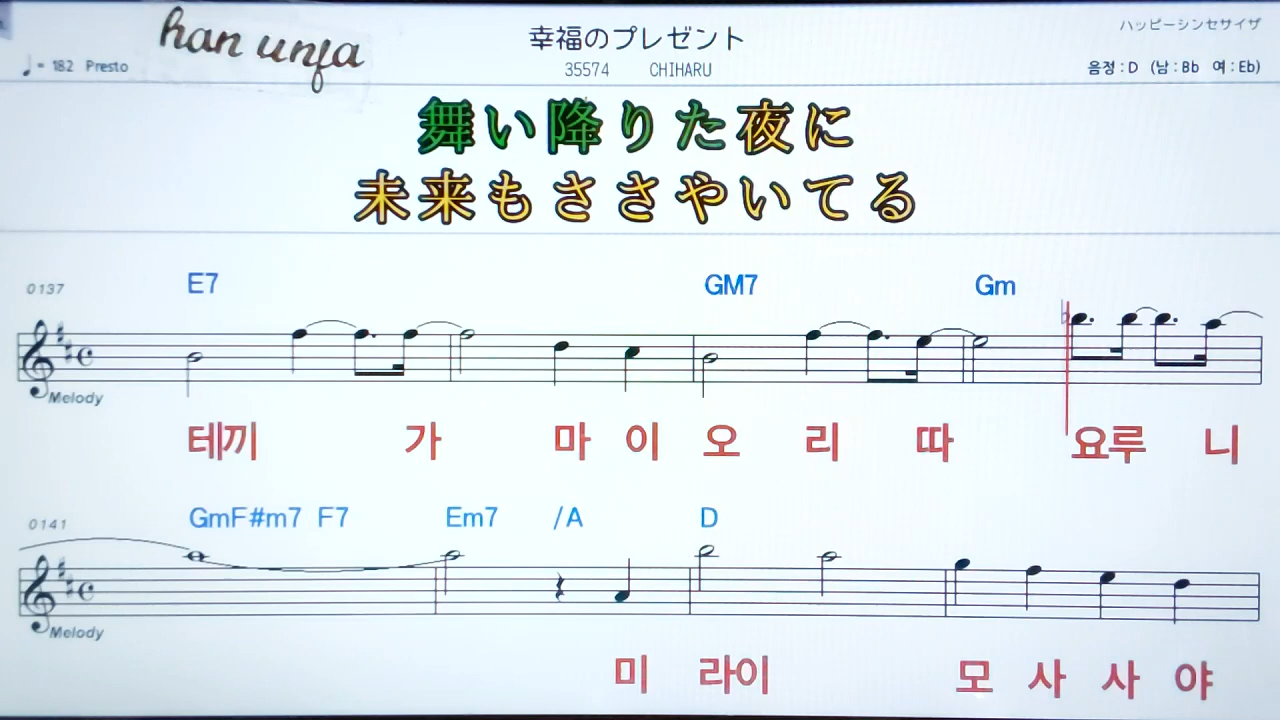 han unfa
幸福のプレゼント
ハッピーシンセサイザ
♩= 182 Presto
35574 CHIHARU
음정 : D (남 : Bb 여 : Eb)
舞い降りた夜に
未来もささやいてる
0137
E7 GM7 Gm
Melody
테끼 가 마 이 오 리 따 요루 니
0141
GmF#m7 F7 Em7 /A D
Melody
미 라이 모 사 사 야